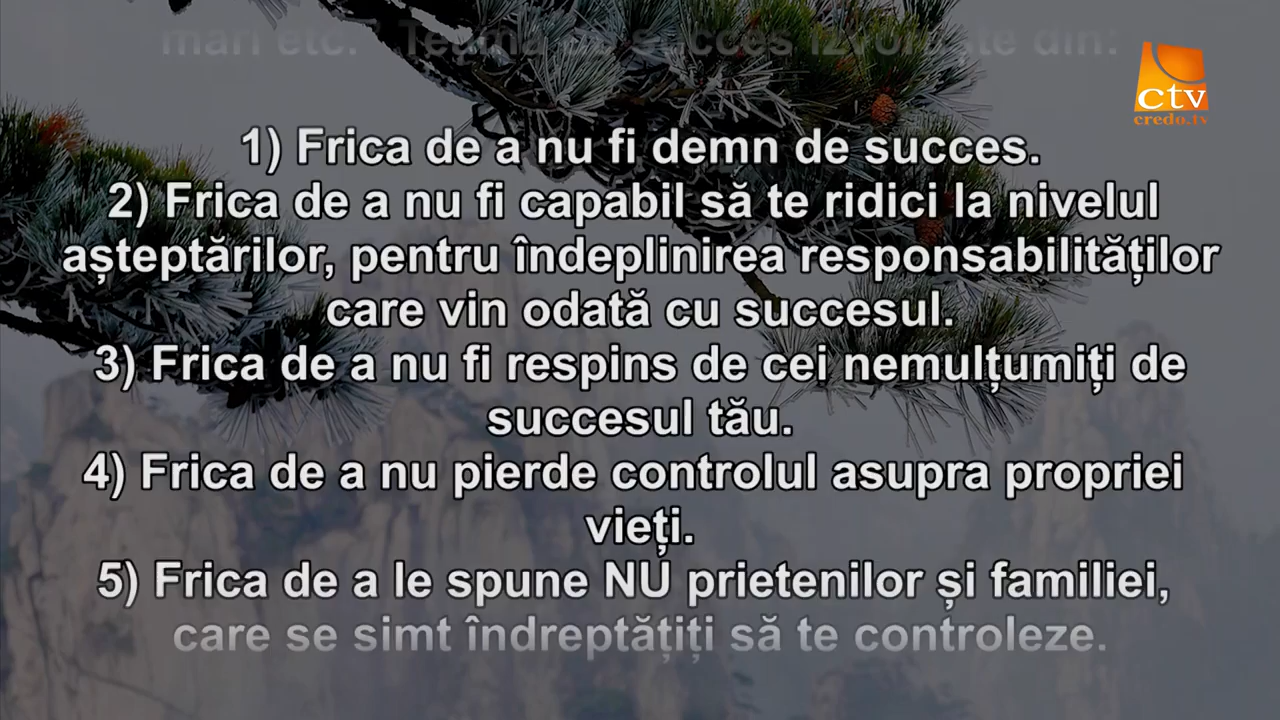 mari etc." Teama de succes izvorăște din:
ctv
credo.tv
1) Frica de a nu fi demn de succes.
2) Frica de a nu fi capabil să te ridici la nivelul
așteptărilor, pentru îndeplinirea responsabilităților
care vin odată cu succesul.
3) Frica de a nu fi respins de cei nemulțumiți de
succesul tău.
4) Frica de a nu pierde controlul asupra propriei
vieți.
5) Frica de a le spune NU prietenilor și familiei,
care se simt îndreptățiți să te controleze.